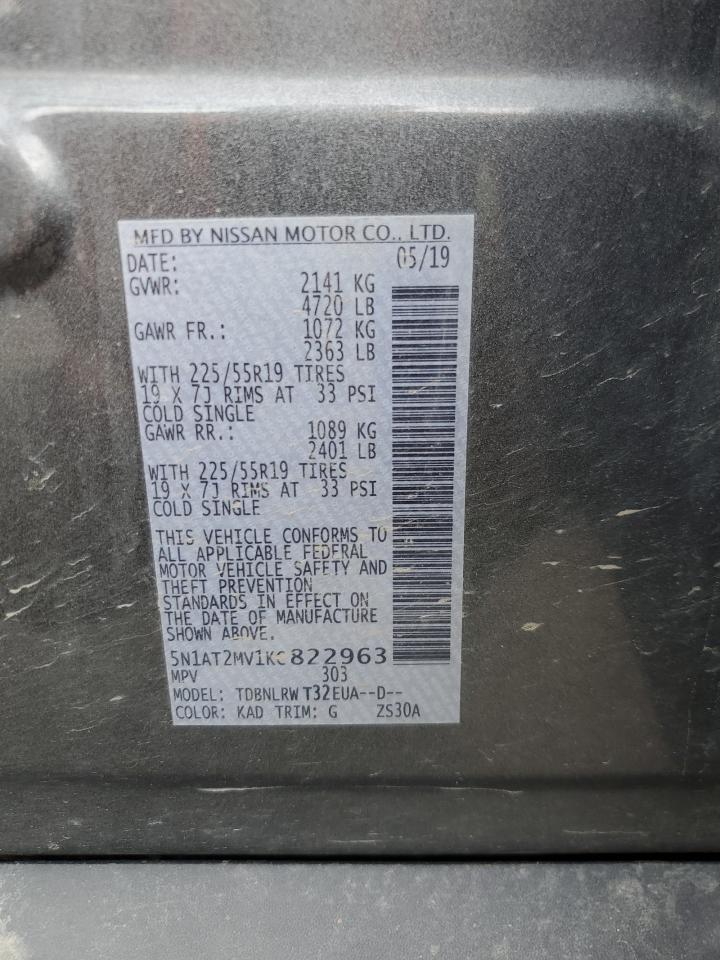 MFD BY NISSAN MOTOR CO., LTD.
DATE: 05/19
GVWR: 2141 KG
4720 LB
GAWR FR.: 1072 KG
2363 LB
WITH 225/55R19 TIRES
19 X 7J RIMS AT 33 PSI
COLD SINGLE
GAWR RR.: 1089 KG
2401 LB
WITH 225/55R19 TIRES
19 X 7J RIMS AT 33 PSI
COLD SINGLE
THIS VEHICLE CONFORMS TO
ALL APPLICABLE FEDERAL
MOTOR VEHICLE SAFETY AND
THEFT PREVENTION
STANDARDS IN EFFECT ON
THE DATE OF MANUFACTURE
SHOWN ABOVE.
5N1AT2MV1KC822963
MPV 303
MODEL: TDBNLRW T32EUA--D--
COLOR: KAD TRIM: G ZS30A